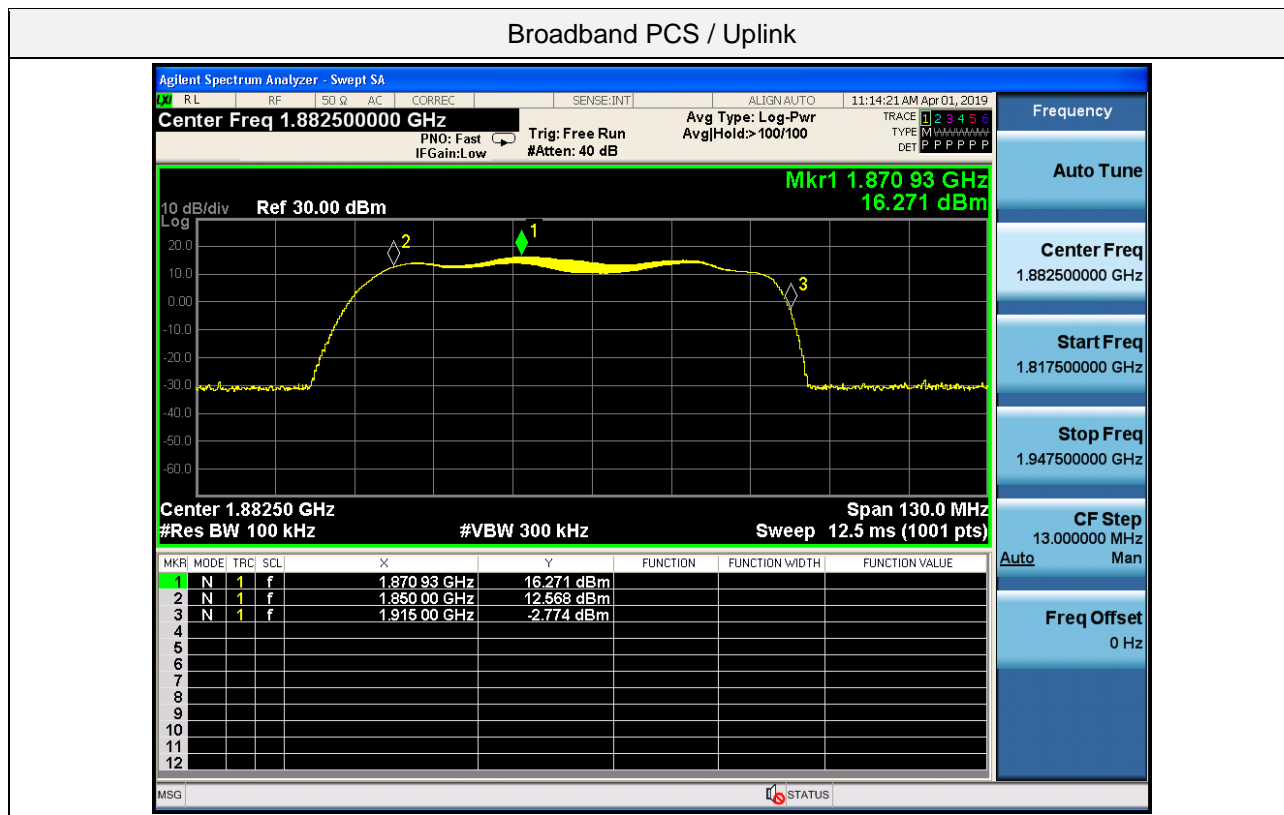 Broadband PCS / Uplink
Agilent Spectrum Analyzer - Swept SA
LXI RL RF 50 Ω AC CORREC SENSE:INT ALIGN AUTO 11:14:21 AM Apr 01, 2019
Center Freq 1.882500000 GHz
PNO: Fast
IFGain:Low
Trig: Free Run
#Atten: 40 dB
Avg Type: Log-Pwr
Avg|Hold:>100/100
TRACE 1 2 3 4 5 6
TYPE M
DET P P P P P P
Mkr1 1.870 93 GHz
16.271 dBm
10 dB/div Ref 30.00 dBm
Log
20.0
10.0
0.00
-10.0
-20.0
-30.0
-40.0
-50.0
-60.0
1
2
3
Center 1.88250 GHz Span 130.0 MHz
#Res BW 100 kHz #VBW 300 kHz Sweep 12.5 ms (1001 pts)
MKR MODE TRC SCL X Y FUNCTION FUNCTION WIDTH FUNCTION VALUE
1 N 1 f 1.870 93 GHz 16.271 dBm
2 N 1 f 1.850 00 GHz 12.568 dBm
3 N 1 f 1.915 00 GHz -2.774 dBm
4
5
6
7
8
9
10
11
12
MSG STATUS
Frequency
Auto Tune
Center Freq
1.882500000 GHz
Start Freq
1.817500000 GHz
Stop Freq
1.947500000 GHz
CF Step
13.000000 MHz
Auto Man
Freq Offset
0 Hz